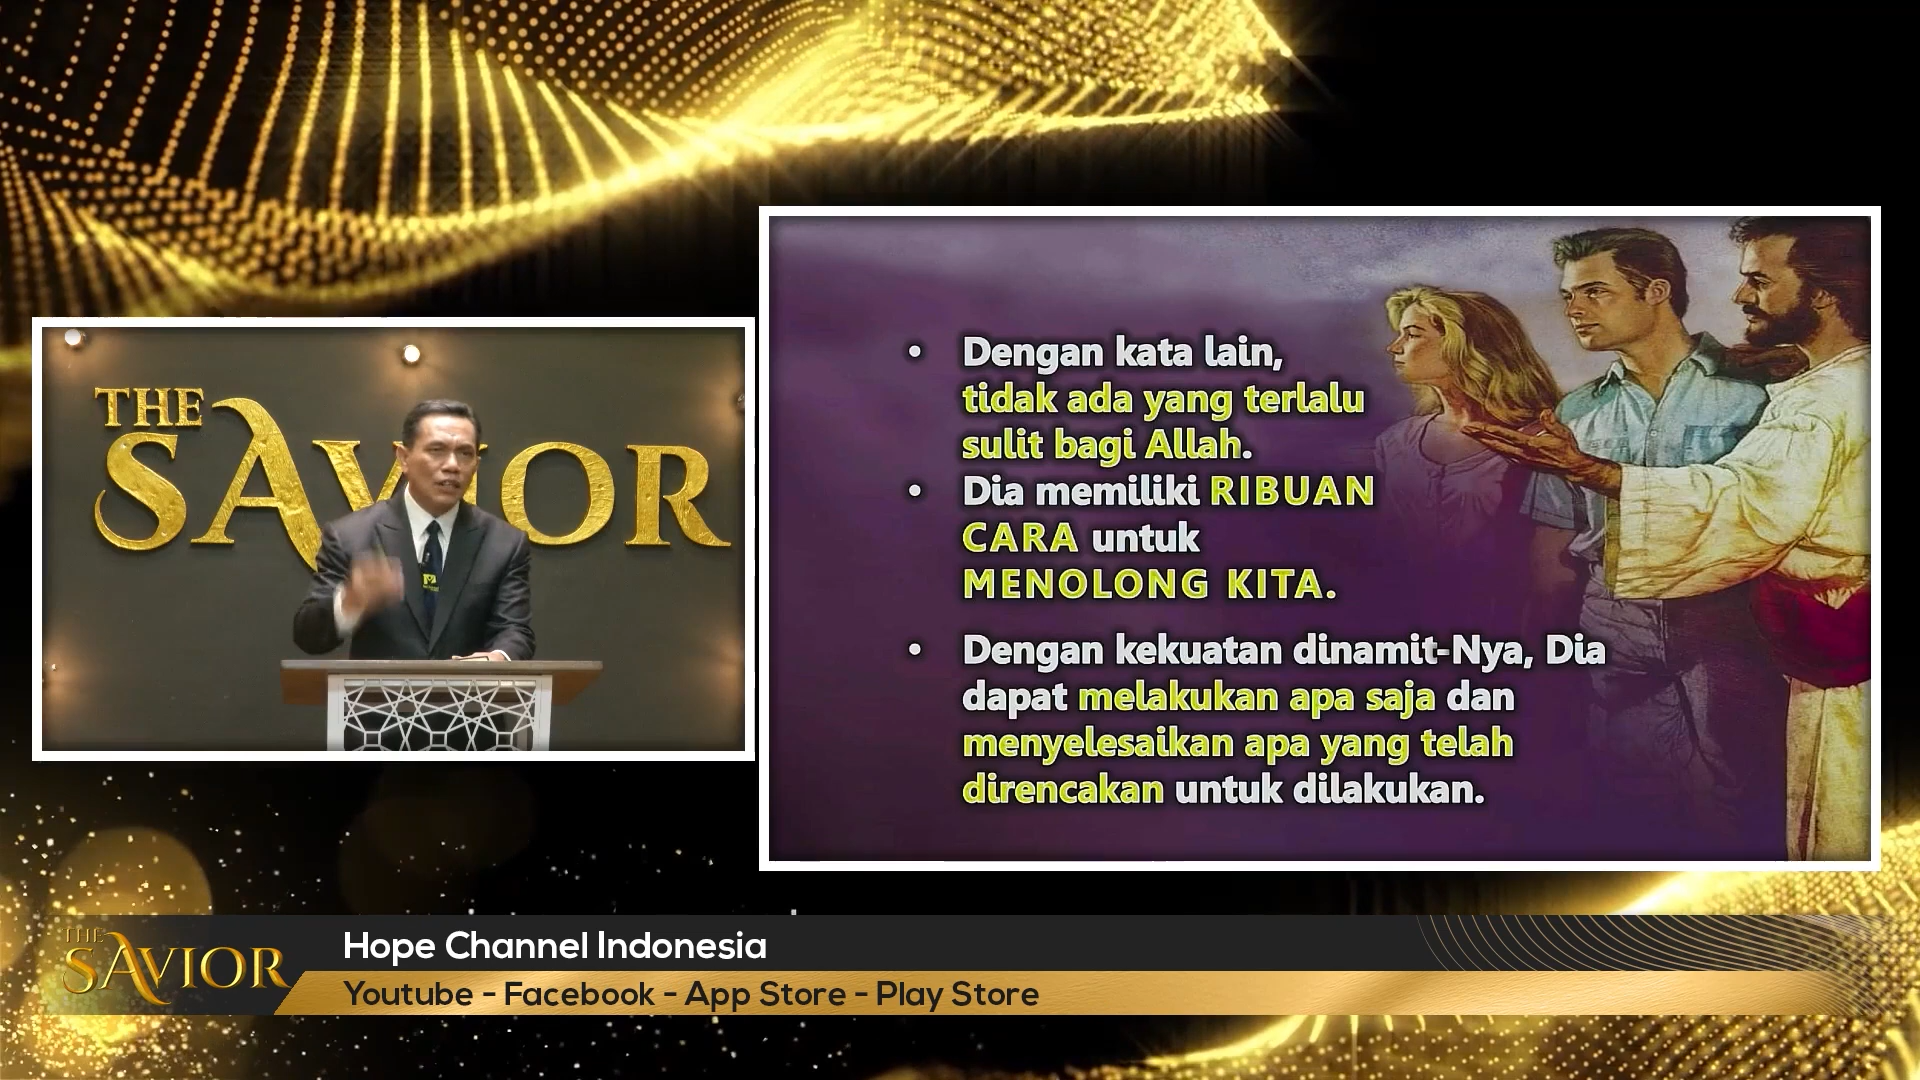 THE
SAVIOR
• Dengan kata lain,
tidak ada yang terlalu
sulit bagi Allah.
• Dia memiliki RIBUAN
CARA untuk
MENOLONG KITA.
• Dengan kekuatan dinamit-Nya, Dia
dapat melakukan apa saja dan
menyelesaikan apa yang telah
direncakan untuk dilakukan.
THE
SAVIOR
Hope Channel Indonesia
Youtube - Facebook - App Store - Play Store